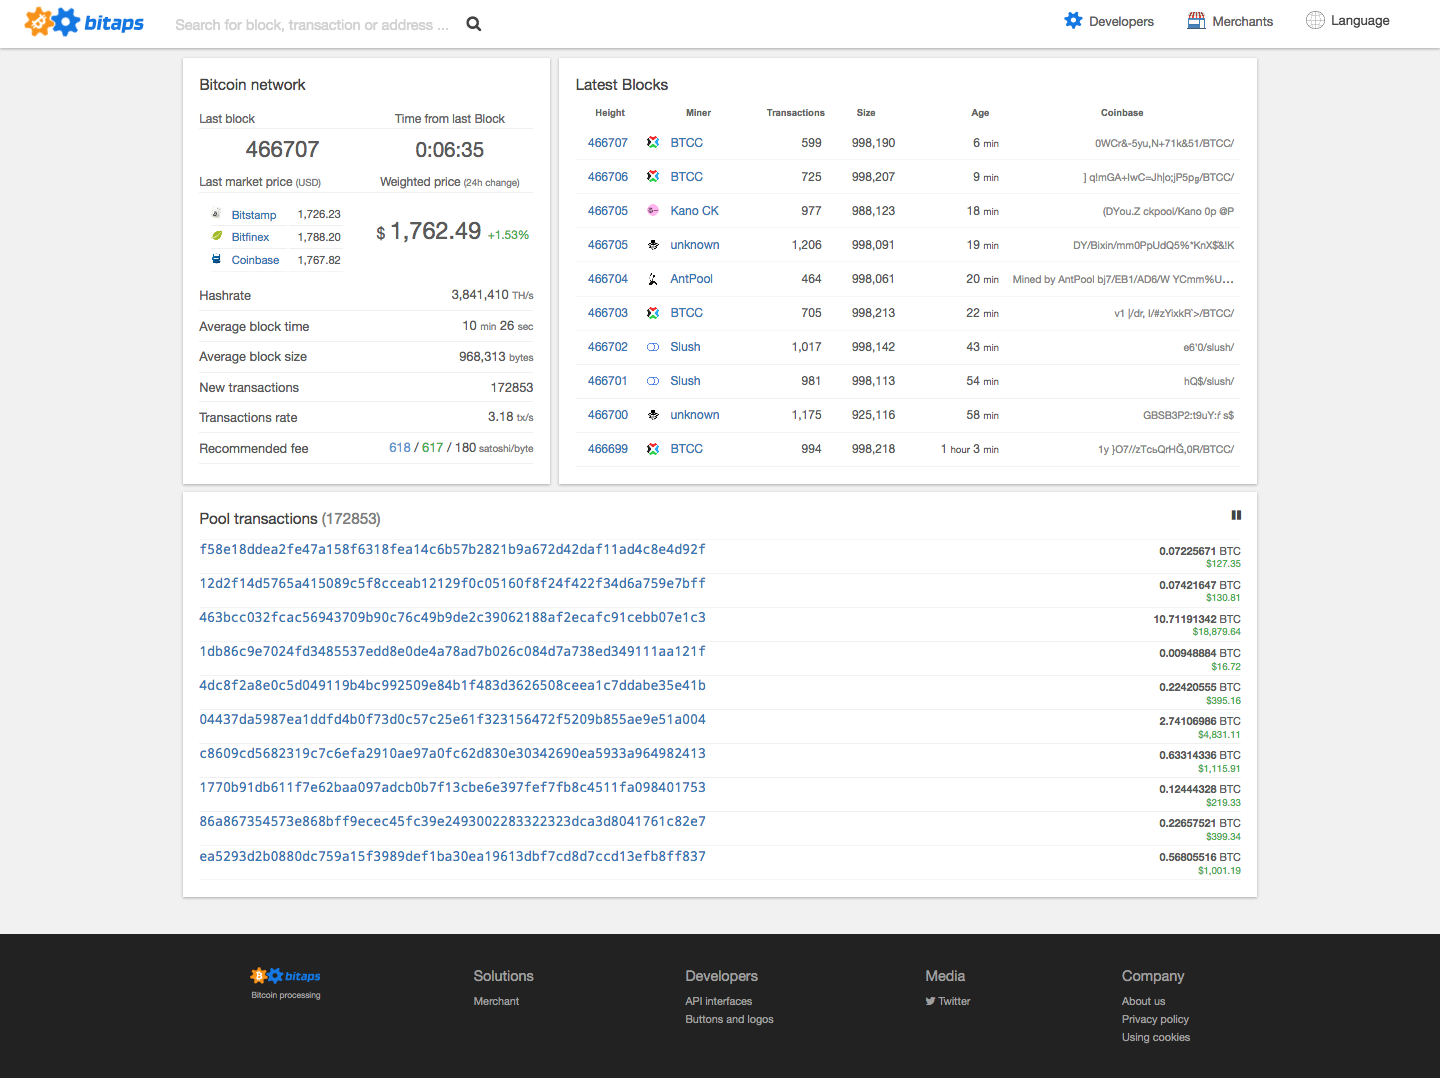 bitaps
Search for block, transaction or address ...
Developers
Merchants
Language
Bitcoin network
Last block
Time from last Block
466707
0:06:35
Last market price (USD)
Weighted price (24h change)
Bitstamp 1,726.23
Bitfinex 1,788.20
Coinbase 1,767.82
$ 1,762.49 +1.53%
Hashrate 3,841,410 TH/s
Average block time 10 min 26 sec
Average block size 968,313 bytes
New transactions 172853
Transactions rate 3.18 tx/s
Recommended fee 618 / 617 / 180 satoshi/byte
Latest Blocks
Height Miner Transactions Size Age Coinbase
466707 BTCC 599 998,190 6 min 0WCr&-5yu,N+71k&51/BTCC/
466706 BTCC 725 998,207 9 min ] q!mGA+IwC=Jh|o;jP5pg/BTCC/
466705 Kano CK 977 988,123 18 min (DYou.Z ckpool/Kano 0p @P
466705 unknown 1,206 998,091 19 min DY/Bixin/mm0PpUdQ5%*KnX$&!K
466704 AntPool 464 998,061 20 min Mined by AntPool bj7/EB1/AD6/W YCmm%U...
466703 BTCC 705 998,213 22 min v1 |/dr, I/#zYixkR`>/BTCC/
466702 Slush 1,017 998,142 43 min e6'0/slush/
466701 Slush 981 998,113 54 min hQ$/slush/
466700 unknown 1,175 925,116 58 min GBSB3P2:t9uY:ŕ s$
466699 BTCC 994 998,218 1 hour 3 min 1y }O7//zTcьQrHĞ,0R/BTCC/
Pool transactions (172853)
f58e18ddea2fe47a158f6318fea14c6b57b2821b9a672d42daf11ad4c8e4d92f 0.07225671 BTC
$127.35
12d2f14d5765a415089c5f8cceab12129f0c05160f8f24f422f34d6a759e7bff 0.07421647 BTC
$130.81
463bcc032fcac56943709b90c76c49b9de2c39062188af2ecafc91cebb07e1c3 10.71191342 BTC
$18,879.64
1db86c9e7024fd3485537edd8e0de4a78ad7b026c084d7a738ed349111aa121f 0.00948884 BTC
$16.72
4dc8f2a8e0c5d049119b4bc992509e84b1f483d3626508ceea1c7ddabe35e41b 0.22420555 BTC
$395.16
04437da5987ea1ddfd4b0f73d0c57c25e61f323156472f5209b855ae9e51a004 2.74106986 BTC
$4,831.11
c8609cd5682319c7c6efa2910ae97a0fc62d830e30342690ea5933a964982413 0.63314336 BTC
$1,115.91
1770b91db611f7e62baa097adcb0b7f13cbe6e397fef7fb8c4511fa098401753 0.12444328 BTC
$219.33
86a867354573e868bff9ecec45fc39e2493002283322323dca3d8041761c82e7 0.22657521 BTC
$399.34
ea5293d2b0880dc759a15f3989def1ba30ea19613dbf7cd8d7ccd13efb8ff837 0.56805516 BTC
$1,001.19
bitaps
Bitcoin processing
Solutions
Merchant
Developers
API interfaces
Buttons and logos
Media
Twitter
Company
About us
Privacy policy
Using cookies